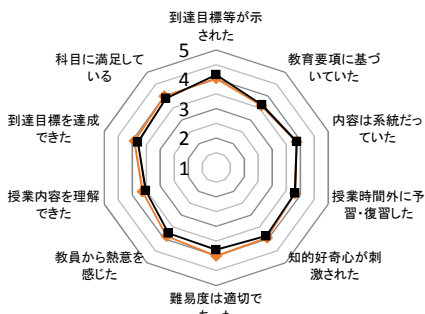 到達目標等が示
された
教育要項に基づ
いていた
内容は系統だっ
ていた
授業時間外に予
習・復習した
知的好奇心が刺
激された
難易度は適切で
教員から熱意を
感じた
授業内容を理解
できた
到達目標を達成
できた
科目に満足して
いる
5
4
3
2
1